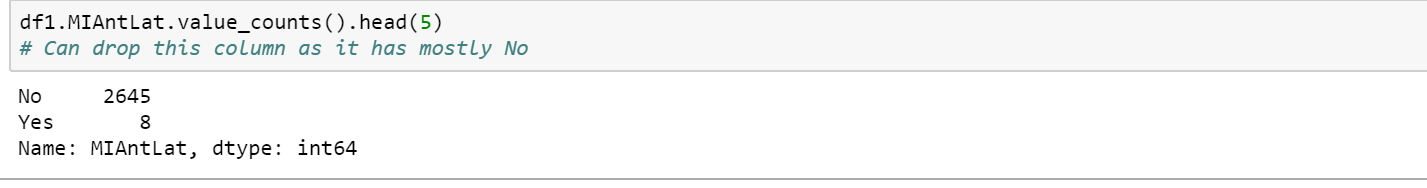 df1.MIAntLat.value_counts().head(5)
# Can drop this column as it has mostly No
No     2645
Yes       8
Name: MIAntLat, dtype: int64